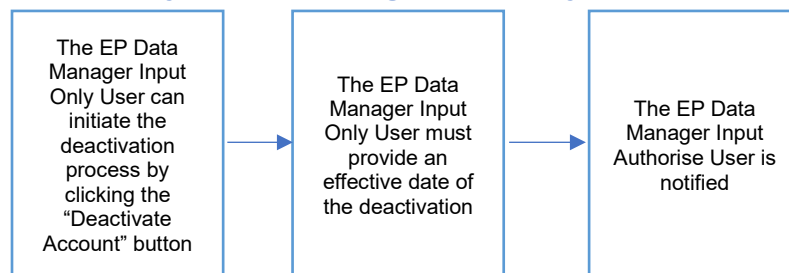 The EP Data
Manager Input
Only User can
initiate the
deactivation
process by
clicking the
“Deactivate
Account” button
The EP Data
Manager Input
Only User must
provide an
effective date of
the deactivation
The EP Data
Manager Input
Authorise User is
notified